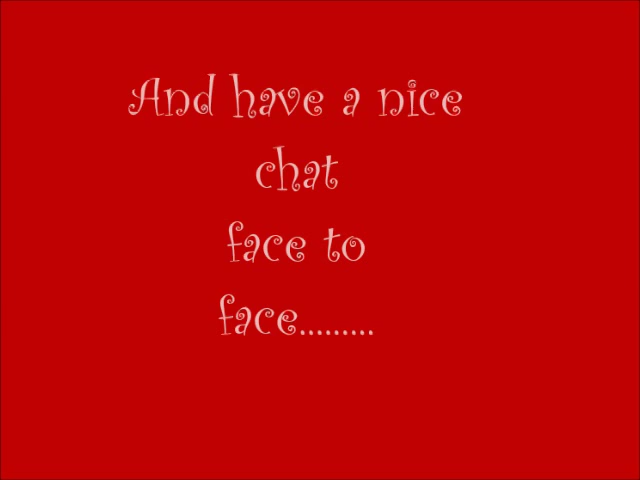 And have a nice
chat
face to
face.........